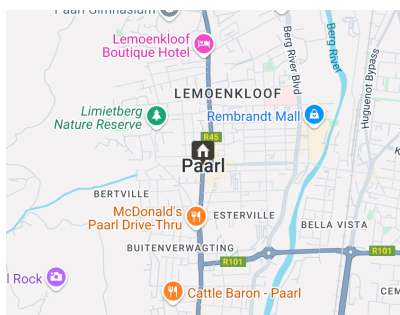 Paarl Gimnasium
Lemoenkloof
Boutique Hotel
Berg River Blvd
Berg River
Huguenot Bypass
LEMOENKLOOF
Limietberg
Nature Reserve
Rembrandt Mall
R45
Paarl
BERTVILLE
McDonald's
Paarl Drive-Thru
ESTERVILLE
BELLA VISTA
BUITENVERWAGTING
R101
R101
l Rock
Cattle Baron - Paarl
CEM